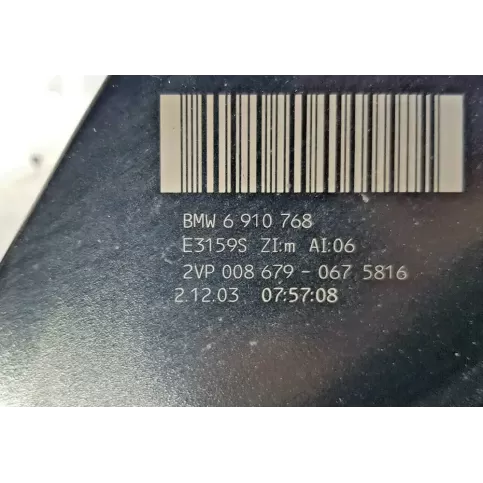 BMW 6 910 768
E3159S ZI:m AI:06
2VP 008 679 - 067 5816
2.12.03 07:57:08